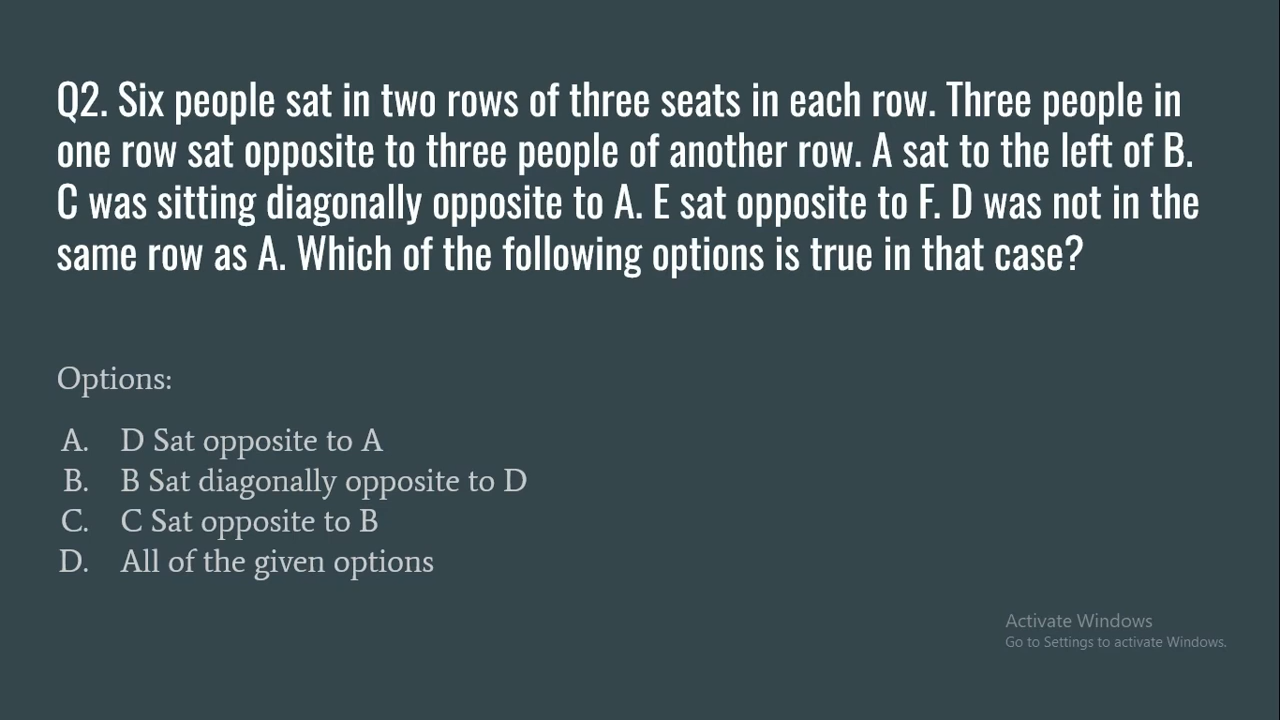 Q2. Six people sat in two rows of three seats in each row. Three people in
one row sat opposite to three people of another row. A sat to the left of B.
C was sitting diagonally opposite to A. E sat opposite to F. D was not in the
same row as A. Which of the following options is true in that case?
Options:
A. D Sat opposite to A
B. B Sat diagonally opposite to D
C. C Sat opposite to B
D. All of the given options
Activate Windows
Go to Settings to activate Windows.